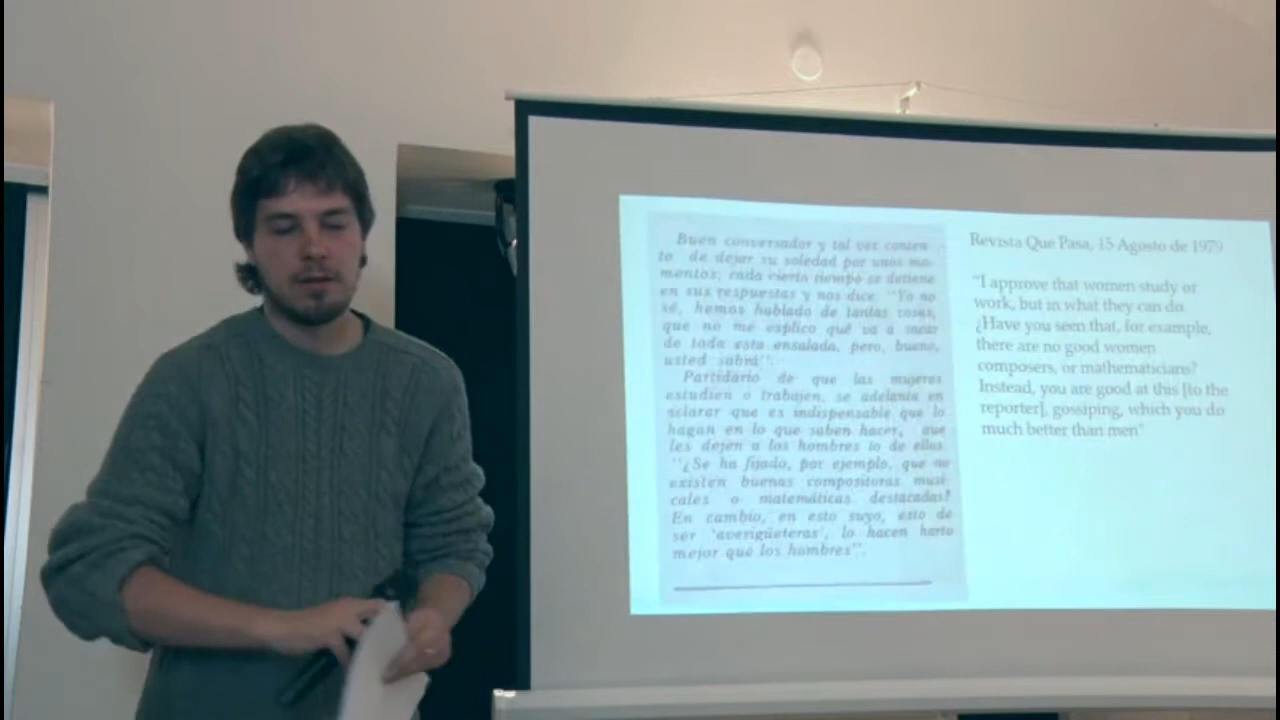 Buen conversador y tal vez conten-
to de dejar su soledad por unos mo-
mentos, cada cierto tiempo se detiene
en sus respuestas y nos dice: "Yo no
sé, hemos hablado de tantas cosas,
que no me explico qué va a sacar
de toda esta ensalada, pero, bueno,
usted sabrá".
Partidario de que las mujeres
estudien o trabajen, se adelanta en
aclarar que es indispensable que lo
hagan en lo que saben hacer, que
les dejen a los hombres lo de ellos.
"¿Se ha fijado, por ejemplo, que no
existen buenas compositoras musi-
cales o matemáticas destacadas?
En cambio, en esto suyo, esto de
ser 'averigüeteras', lo hacen harto
mejor que los hombres".
Revista Que Pasa, 15 Agosto de 1979
"I approve that women study or
work, but in what they can do.
¿Have you seen that, for example,
there are no good women
composers, or mathematicians?
Instead, you are good at this [to the
reporter], gossiping, which you do
much better than men"